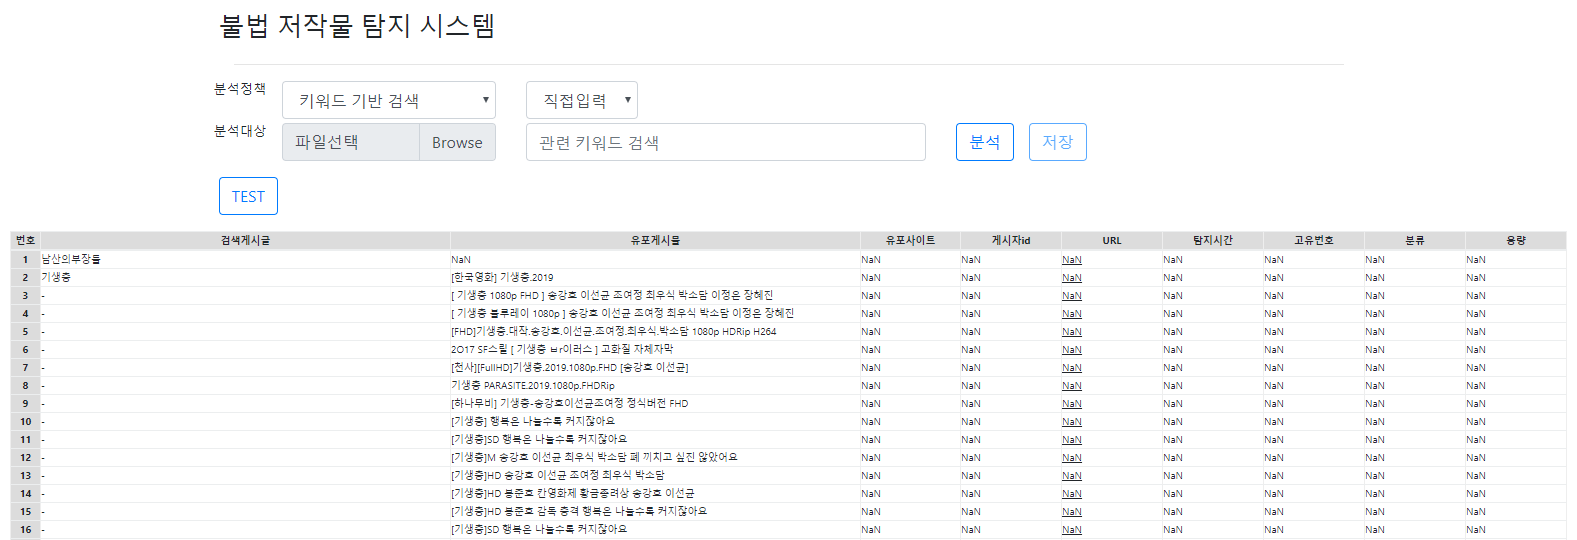 불법 저작물 탐지 시스템
분석정책 키워드 기반 검색 직접입력
분석대상 파일선택 Browse 관련 키워드 검색 분석 저장
TEST
번호 검색게시글 유포게시물 유포사이트 게시자id URL 탐지시간 고유번호 분류 용량
1 남산의부장들 NaN NaN NaN NaN NaN NaN NaN NaN
2 기생충 [한국영화] 기생충.2019 NaN NaN NaN NaN NaN NaN NaN
3 - [ 기생충 1080p FHD ] 송강호 이선균 조여정 최우식 박소담 이정은 장혜진 NaN NaN NaN NaN NaN NaN NaN
4 - [ 기생충 블루레이 1080p ] 송강호 이선균 조여정 최우식 박소담 이정은 장혜진 NaN NaN NaN NaN NaN NaN NaN
5 - [FHD]기생충.대작.송강호.이선균.조여정.최우식.박소담 1080p HDRip H264 NaN NaN NaN NaN NaN NaN NaN
6 - 2O17 SF스릴 [ 기생충 ㅂr이러스 ] 고화질 자체자막 NaN NaN NaN NaN NaN NaN NaN
7 - [천사][FullHD]기생충.2019.1080p.FHD [송강호 이선균] NaN NaN NaN NaN NaN NaN NaN
8 - 기생충 PARASITE.2019.1080p.FHDRip NaN NaN NaN NaN NaN NaN NaN
9 - [하나무비] 기생충-송강호이선균조여정 정식버전 FHD NaN NaN NaN NaN NaN NaN NaN
10 - [기생충] 행복은 나눌수록 커지잖아요 NaN NaN NaN NaN NaN NaN NaN
11 - [기생충]SD 행복은 나눌수록 커지잖아요 NaN NaN NaN NaN NaN NaN NaN
12 - [기생충]M 송강호 이선균 최우식 박소담 폐 끼치고 싶진 않았어요 NaN NaN NaN NaN NaN NaN NaN
13 - [기생충]HD 송강호 이선균 조여정 최우식 박소담 NaN NaN NaN NaN NaN NaN NaN
14 - [기생충]HD 봉준호 칸영화제 황금종려상 송강호 이선균 NaN NaN NaN NaN NaN NaN NaN
15 - [기생충]HD 봉준호 감독 충격 행복은 나눌수록 커지잖아요 NaN NaN NaN NaN NaN NaN NaN
16 - [기생충]SD 행복은 나눌수록 커지잖아요 NaN NaN NaN NaN NaN NaN NaN